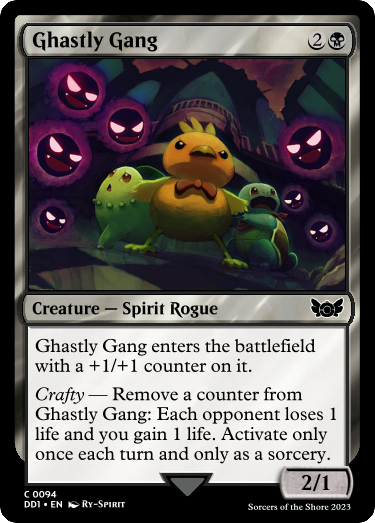 Ghastly Gang 2
Creature — Spirit Rogue
Ghastly Gang enters the battlefield
with a +1/+1 counter on it.
Crafty — Remove a counter from
Ghastly Gang: Each opponent loses 1
life and you gain 1 life. Activate only
once each turn and only as a sorcery.
2/1
C 0094
DD1 • EN Ry-Spirit
Sorcers of the Shore 2023